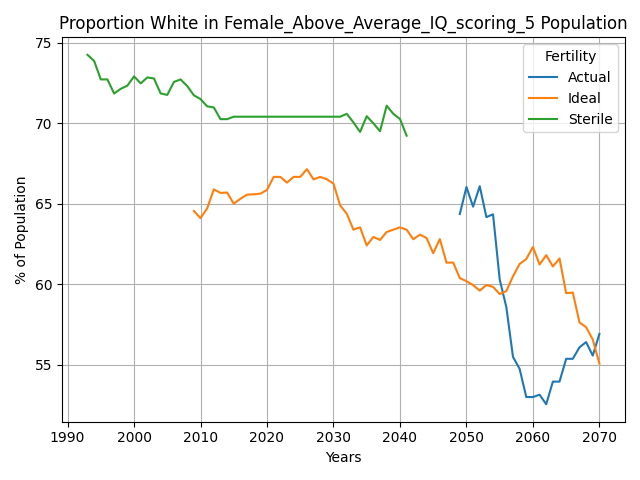 Proportion White in Female_Above_Average_IQ_scoring_5 Population
75
70
65
60
55
% of Population
Fertility
Actual
Ideal
Sterile
1990 2000 2010 2020 2030 2040 2050 2060 2070
Years